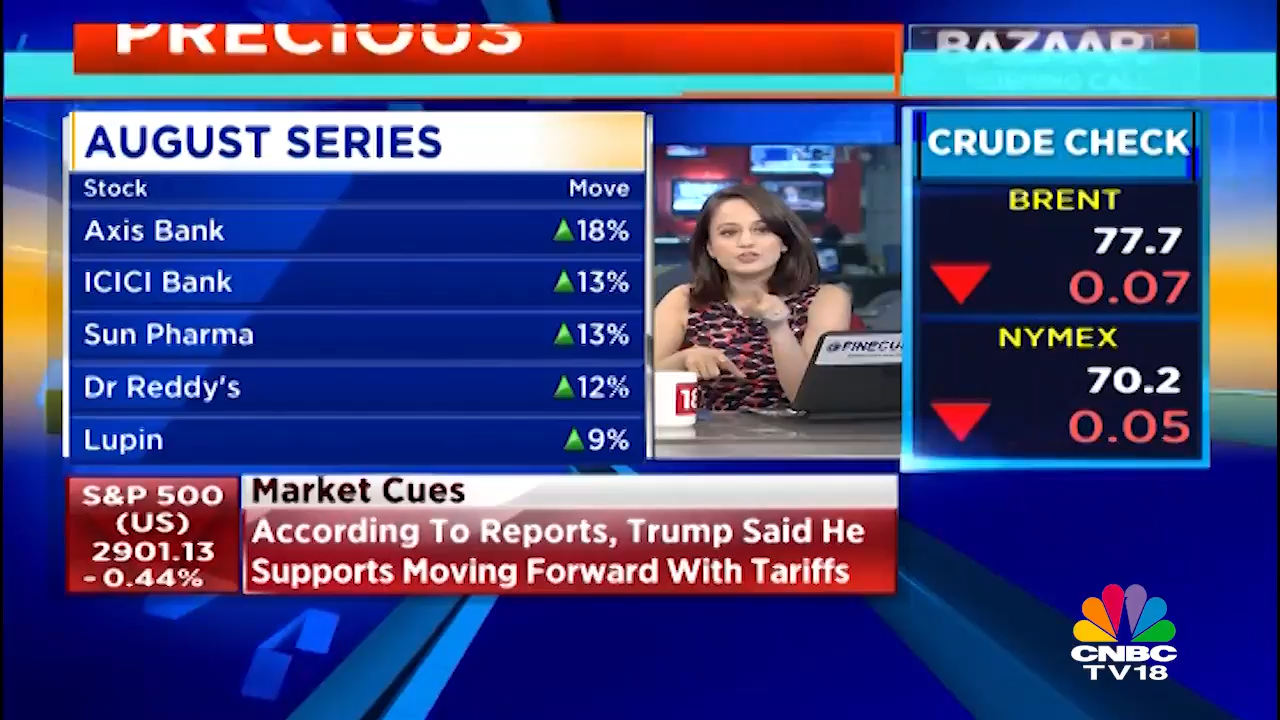 PRECIOUS
BAZAAR
AUGUST SERIES
Stock Move
Axis Bank 18%
ICICI Bank 13%
Sun Pharma 13%
Dr Reddy's 12%
Lupin 9%
18
CRUDE CHECK
BRENT
77.7
0.07
NYMEX
70.2
0.05
S&P 500
(US)
2901.13
-0.44%
Market Cues
According To Reports, Trump Said He
Supports Moving Forward With Tariffs
CNBC
TV18